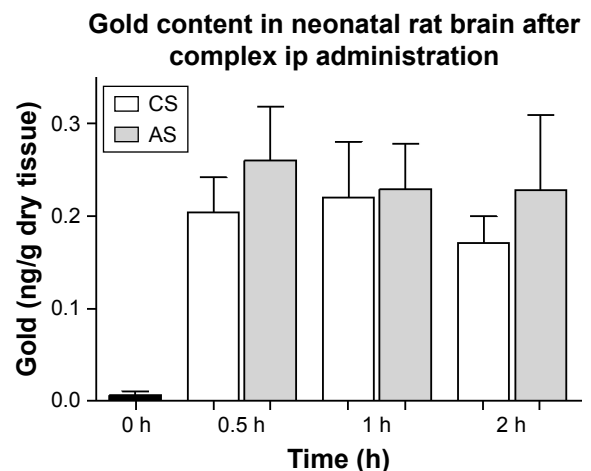 Gold content in neonatal rat brain after
complex ip administration
CS
AS
Gold (ng/g dry tissue)
0.3
0.2
0.1
0.0
0 h
0.5 h
1 h
2 h
Time (h)